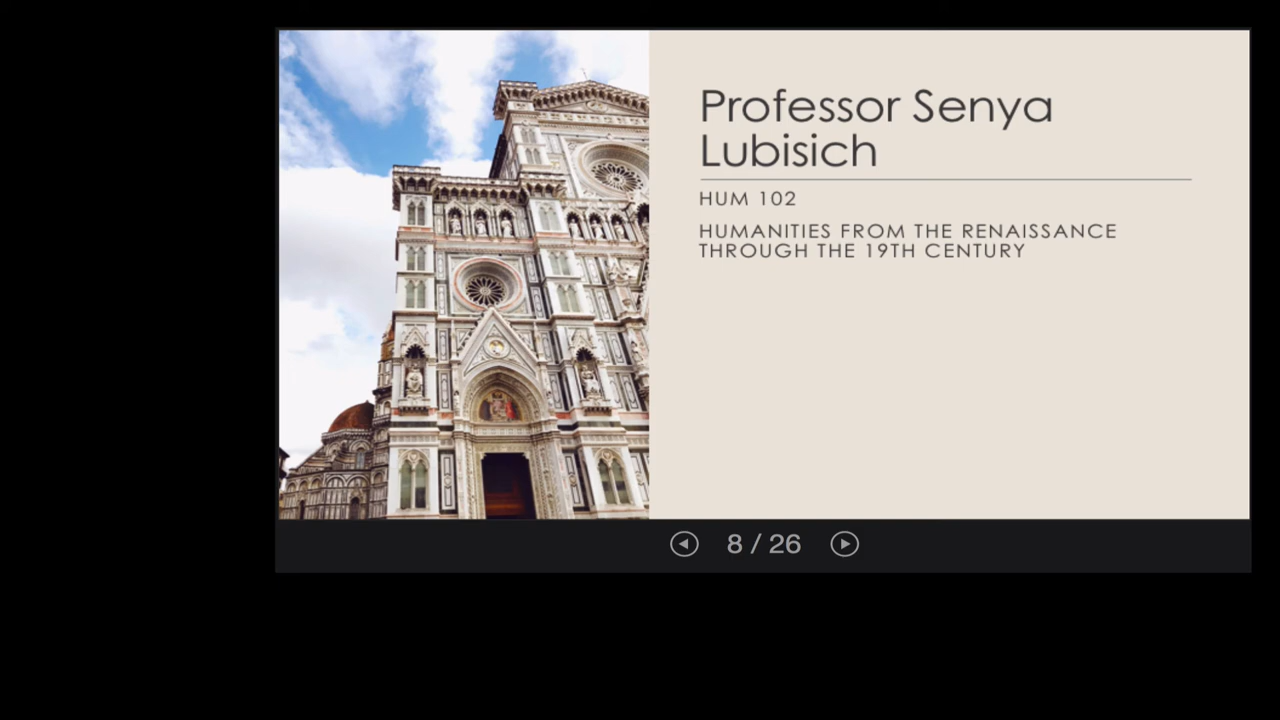 Professor Senya
Lubisich
HUM 102
HUMANITIES FROM THE RENAISSANCE
THROUGH THE 19TH CENTURY
8 / 26